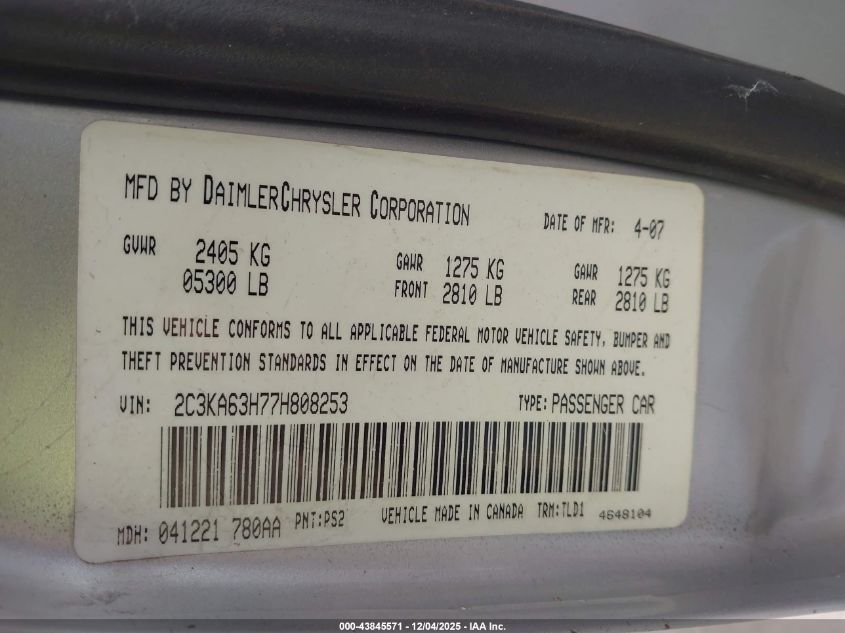 MFD BY DAIMLERCHRYSLER CORPORATION DATE OF MFR: 4-07
GVWR 2405 KG GAWR 1275 KG GAWR 1275 KG
05300 LB FRONT 2810 LB REAR 2810 LB
THIS VEHICLE CONFORMS TO ALL APPLICABLE FEDERAL MOTOR VEHICLE SAFETY, BUMPER AND
THEFT PREVENTION STANDARDS IN EFFECT ON THE DATE OF MANUFACTURE SHOWN ABOVE.
VIN: 2C3KA63H77H808253 TYPE: PASSENGER CAR
MDH: 041221 780AA PNT:PS2 VEHICLE MADE IN CANADA TRM:TLD1 4648104
000-43845571 - 12/04/2025 - IAA Inc.